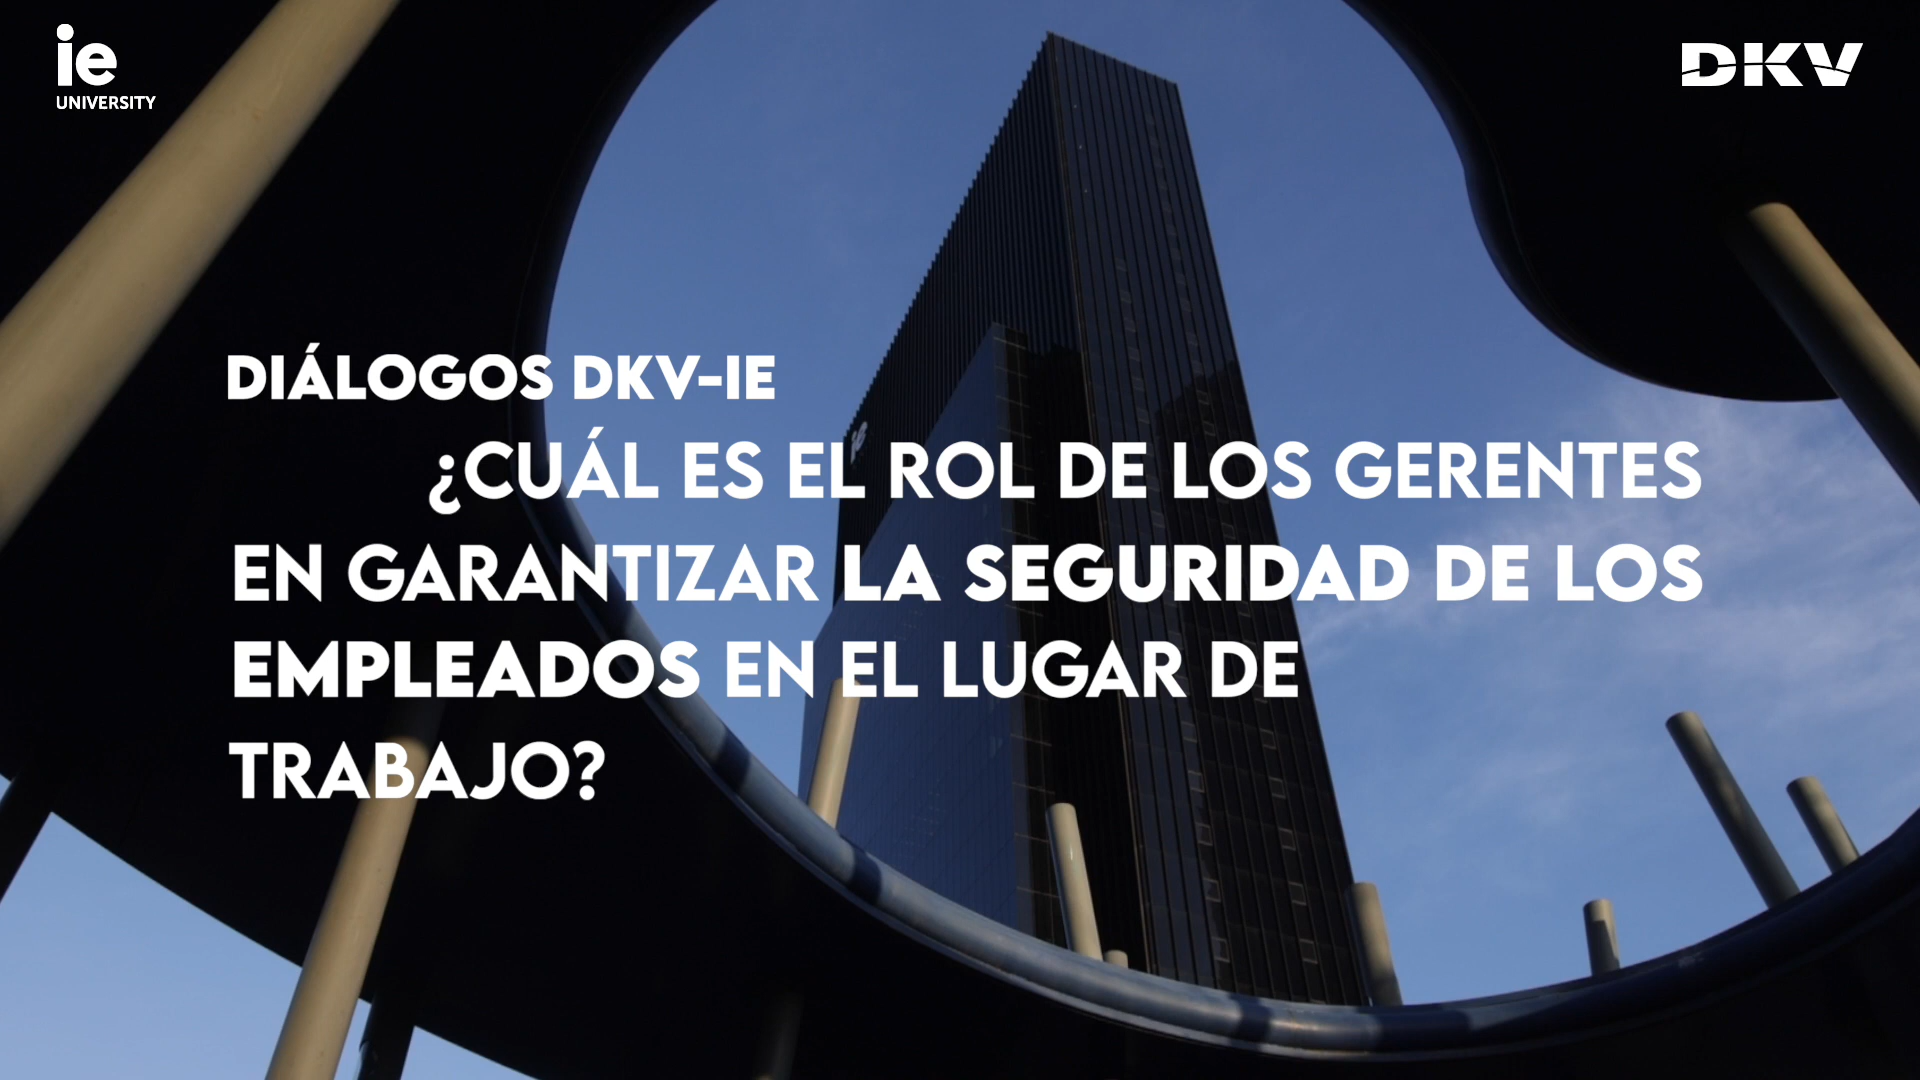 ie
UNIVERSITY
DKV
DIÁLOGOS DKV-IE
¿CUÁL ES EL ROL DE LOS GERENTES
EN GARANTIZAR LA SEGURIDAD DE LOS
EMPLEADOS EN EL LUGAR DE
TRABAJO?